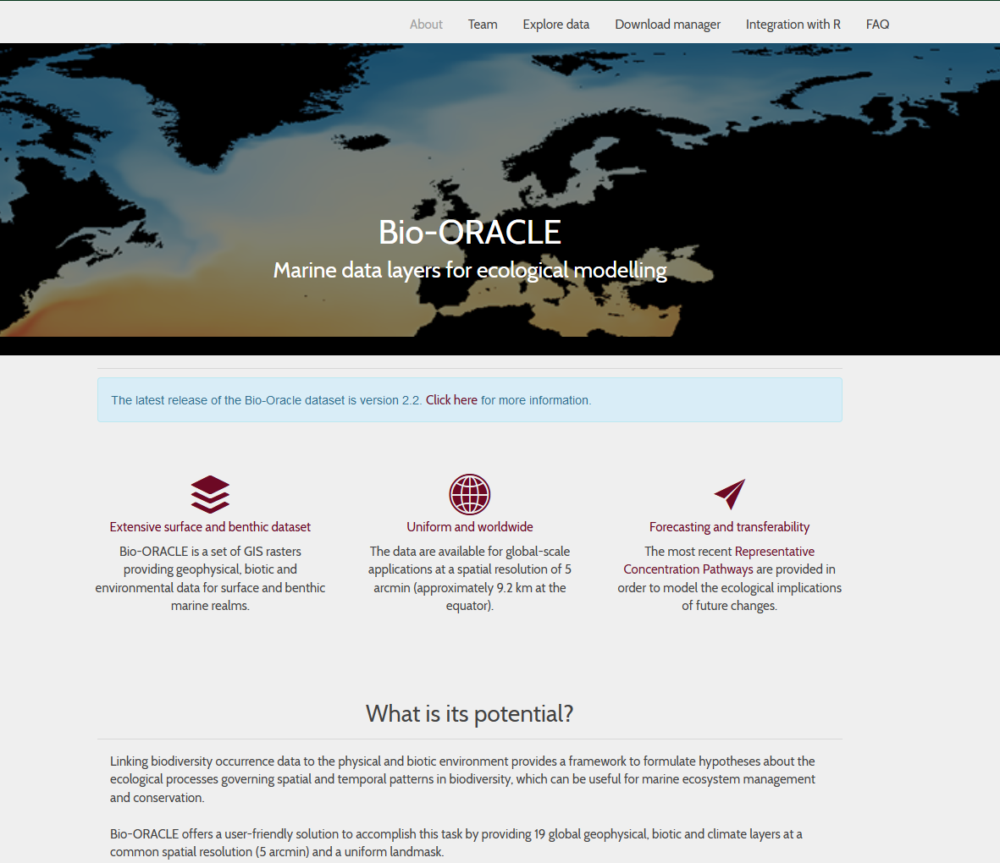 About Team Explore data Download manager Integration with R FAQ
Bio-ORACLE
Marine data layers for ecological modelling
The latest release of the Bio-Oracle dataset is version 2.2. Click here for more information.
Extensive surface and benthic dataset
Bio-ORACLE is a set of GIS rasters
providing geophysical, biotic and
environmental data for surface and benthic
marine realms.
Uniform and worldwide
The data are available for global-scale
applications at a spatial resolution of 5
arcmin (approximately 9.2 km at the
equator).
Forecasting and transferability
The most recent Representative
Concentration Pathways are provided in
order to model the ecological implications
of future changes.
What is its potential?
Linking biodiversity occurrence data to the physical and biotic environment provides a framework to formulate hypotheses about the
ecological processes governing spatial and temporal patterns in biodiversity, which can be useful for marine ecosystem management
and conservation.
Bio-ORACLE offers a user-friendly solution to accomplish this task by providing 19 global geophysical, biotic and climate layers at a
common spatial resolution (5 arcmin) and a uniform landmask.